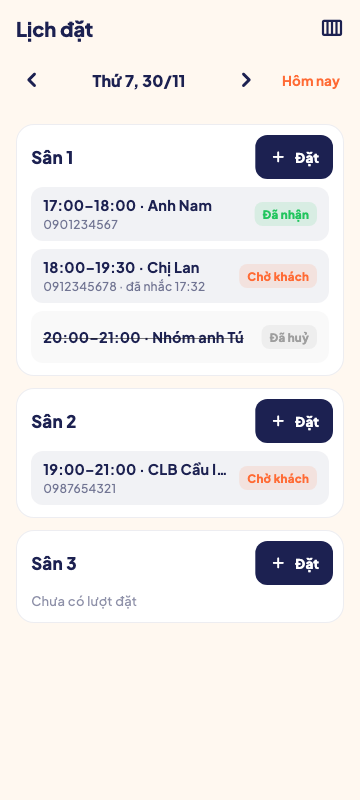 Lịch đặt
Thứ 7, 30/11
Hôm nay
Sân 1
+ Đặt
17:00–18:00 · Anh Nam
0901234567
Đã nhận
18:00–19:30 · Chị Lan
0912345678 · đã nhắc 17:32
Chờ khách
20:00–21:00 · Nhóm anh Tú
Đã huỷ
Sân 2
+ Đặt
19:00–21:00 · CLB Cầu l...
0987654321
Chờ khách
Sân 3
+ Đặt
Chưa có lượt đặt